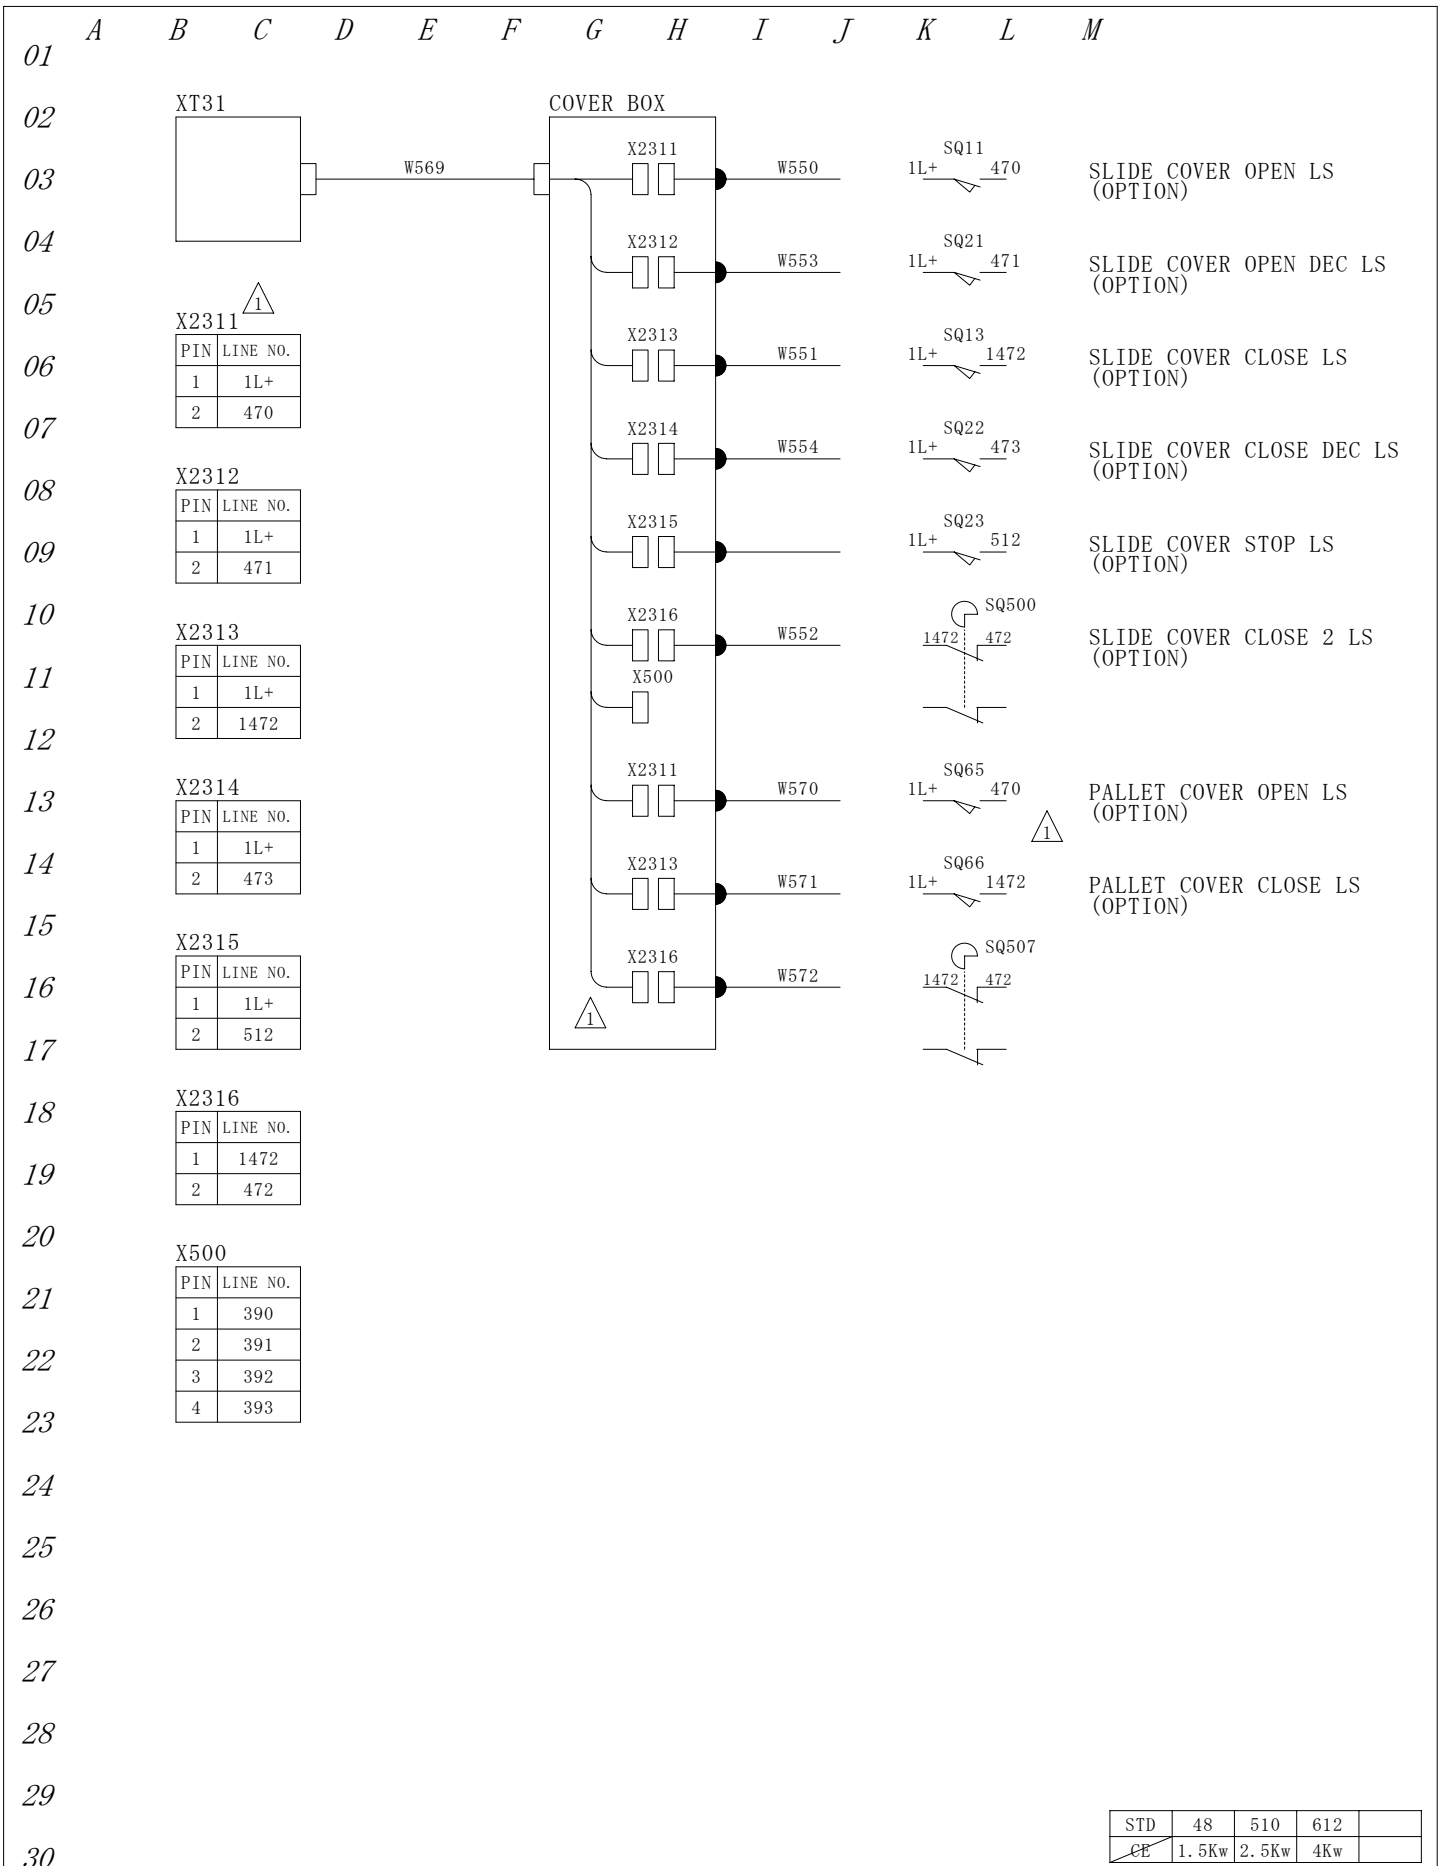 A B C D E F G H I J K L M
01
XT31 COVER BOX
02
X2311 SQ11
W569 W550 1L+ 470 SLIDE COVER OPEN LS
03
(OPTION)
X2312 SQ21
04
W553 1L+ 471 SLIDE COVER OPEN DEC LS
(OPTION)
1
05
X2311
X2313 SQ13
PIN LINE NO.
W551 1L+ 1472 SLIDE COVER CLOSE LS
06
(OPTION)
1 1L+
2 470
07
X2314 SQ22
W554 1L+ 473 SLIDE COVER CLOSE DEC LS
(OPTION)
X2312
08
PIN LINE NO.
X2315 SQ23
1 1L+
1L+ 512 SLIDE COVER STOP LS
09
(OPTION)
2 471
SQ500
10
X2316
X2313
W552 1472 472 SLIDE COVER CLOSE 2 LS
(OPTION)
PIN LINE NO.
11
X500
1 1L+
2 1472
12
X2311 SQ65
X2314
W570 1L+ 470 PALLET COVER OPEN LS
13
(OPTION)
PIN LINE NO.
1
1 1L+
14
X2313 SQ66
2 473
W571 1L+ 1472 PALLET COVER CLOSE LS
(OPTION)
15
X2315
SQ507
X2316
PIN LINE NO.
W572 1472 472
16
1 1L+
1
2 512
17
X2316
18
PIN LINE NO.
1 1472
19
2 472
20
X500
PIN LINE NO.
21
1 390
2 391
22
3 392
4 393
23
24
25
26
27
28
29
STD 48 510 612
CE 1.5Kw 2.5Kw 4Kw
30